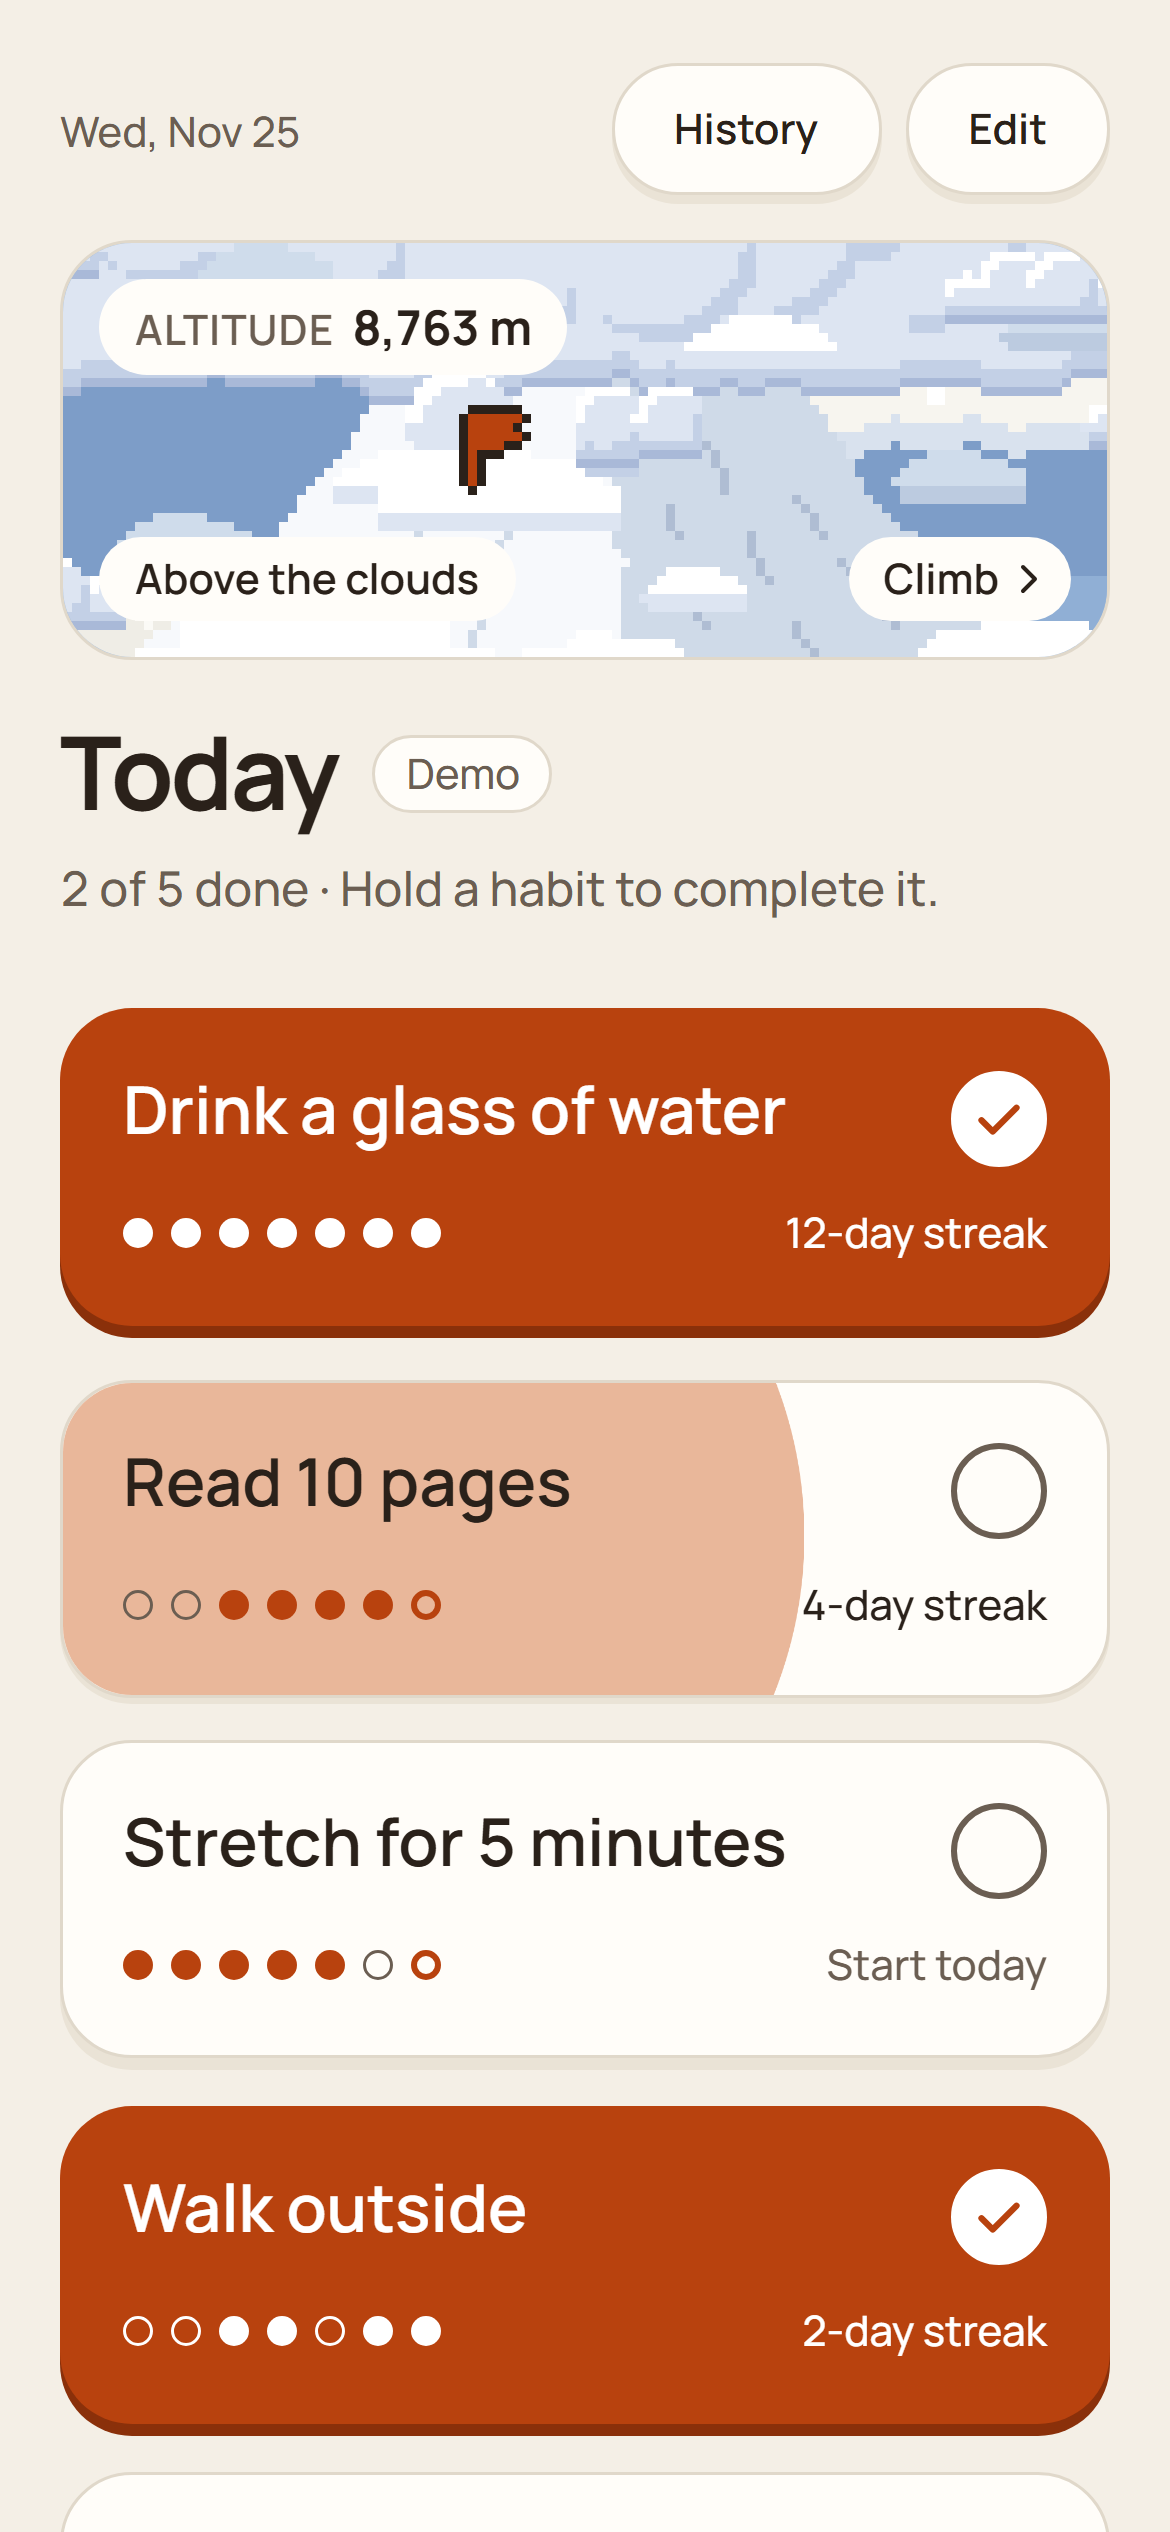 Wed, Nov 25
History
Edit
ALTITUDE 8,763 m
Above the clouds
Climb
Today
Demo
2 of 5 done · Hold a habit to complete it.
Drink a glass of water
12-day streak
Read 10 pages
4-day streak
Stretch for 5 minutes
Start today
Walk outside
2-day streak